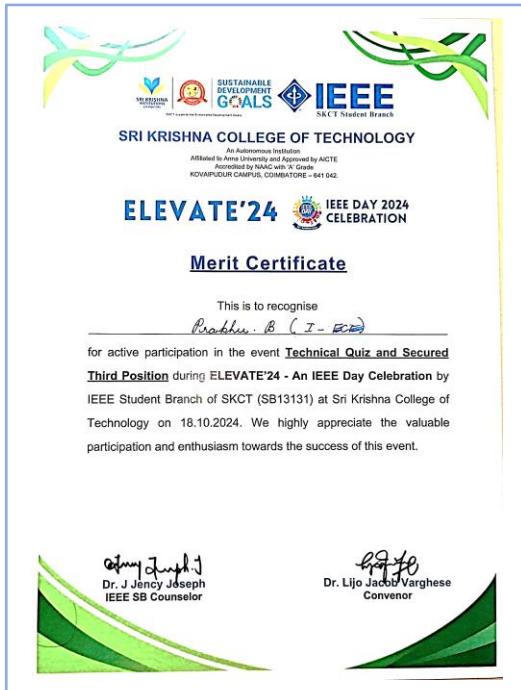 SRI KRISHNA
INSTITUTIONS
SUSTAINABLE
DEVELOPMENT
GOALS
IEEE
SKCT Student Branch
SRI KRISHNA COLLEGE OF TECHNOLOGY
An Autonomous Institution
Affiliated to Anna University and Approved by AICTE
Accredited by NAAC with 'A' Grade
KOVAIPUDUR CAMPUS, COIMBATORE – 641 042.
ELEVATE'24
IEEE DAY 2024
CELEBRATION
Merit Certificate
This is to recognise
Prabhu. B ( I - ECE)
for active participation in the event Technical Quiz and Secured
Third Position during ELEVATE'24 - An IEEE Day Celebration by
IEEE Student Branch of SKCT (SB13131) at Sri Krishna College of
Technology on 18.10.2024. We highly appreciate the valuable
participation and enthusiasm towards the success of this event.
Dr. J Jency Joseph
IEEE SB Counselor
Dr. Lijo Jacob Varghese
Convenor